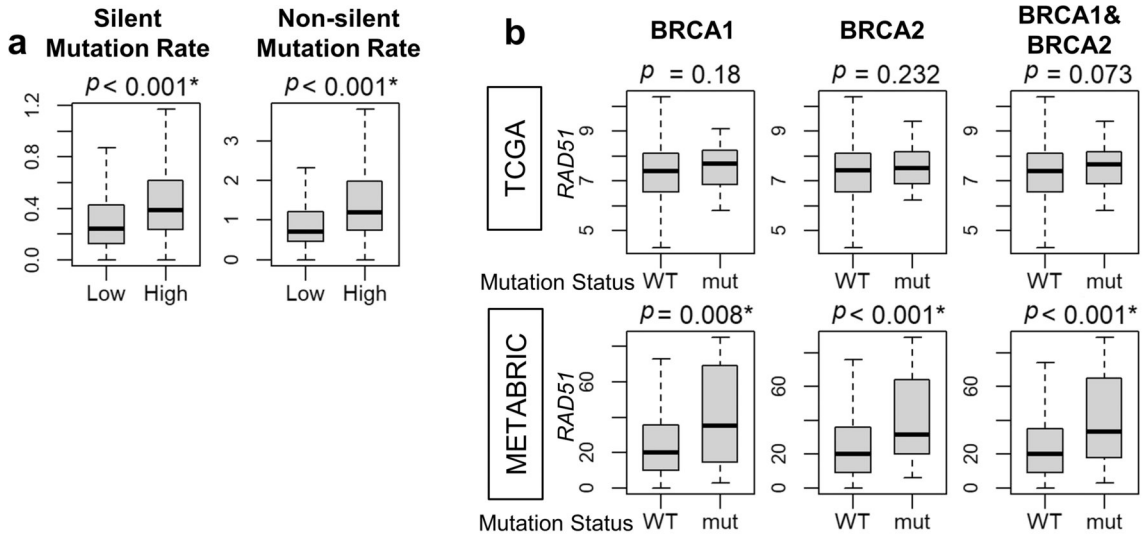 a
Silent
Mutation Rate
p < 0.001*
1.2
0.8
0.4
0.0
Low High
Non-silent
Mutation Rate
p < 0.001*
3
2
1
0
Low High
b
BRCA1
BRCA2
BRCA1&
BRCA2
TCGA
RAD51
p = 0.18
9
7
5
p = 0.232
9
7
5
p = 0.073
9
7
5
Mutation Status WT mut WT mut WT mut
METABRIC
RAD51
p = 0.008*
60
20
0
p < 0.001*
60
20
0
p < 0.001*
60
20
0
Mutation Status WT mut WT mut WT mut